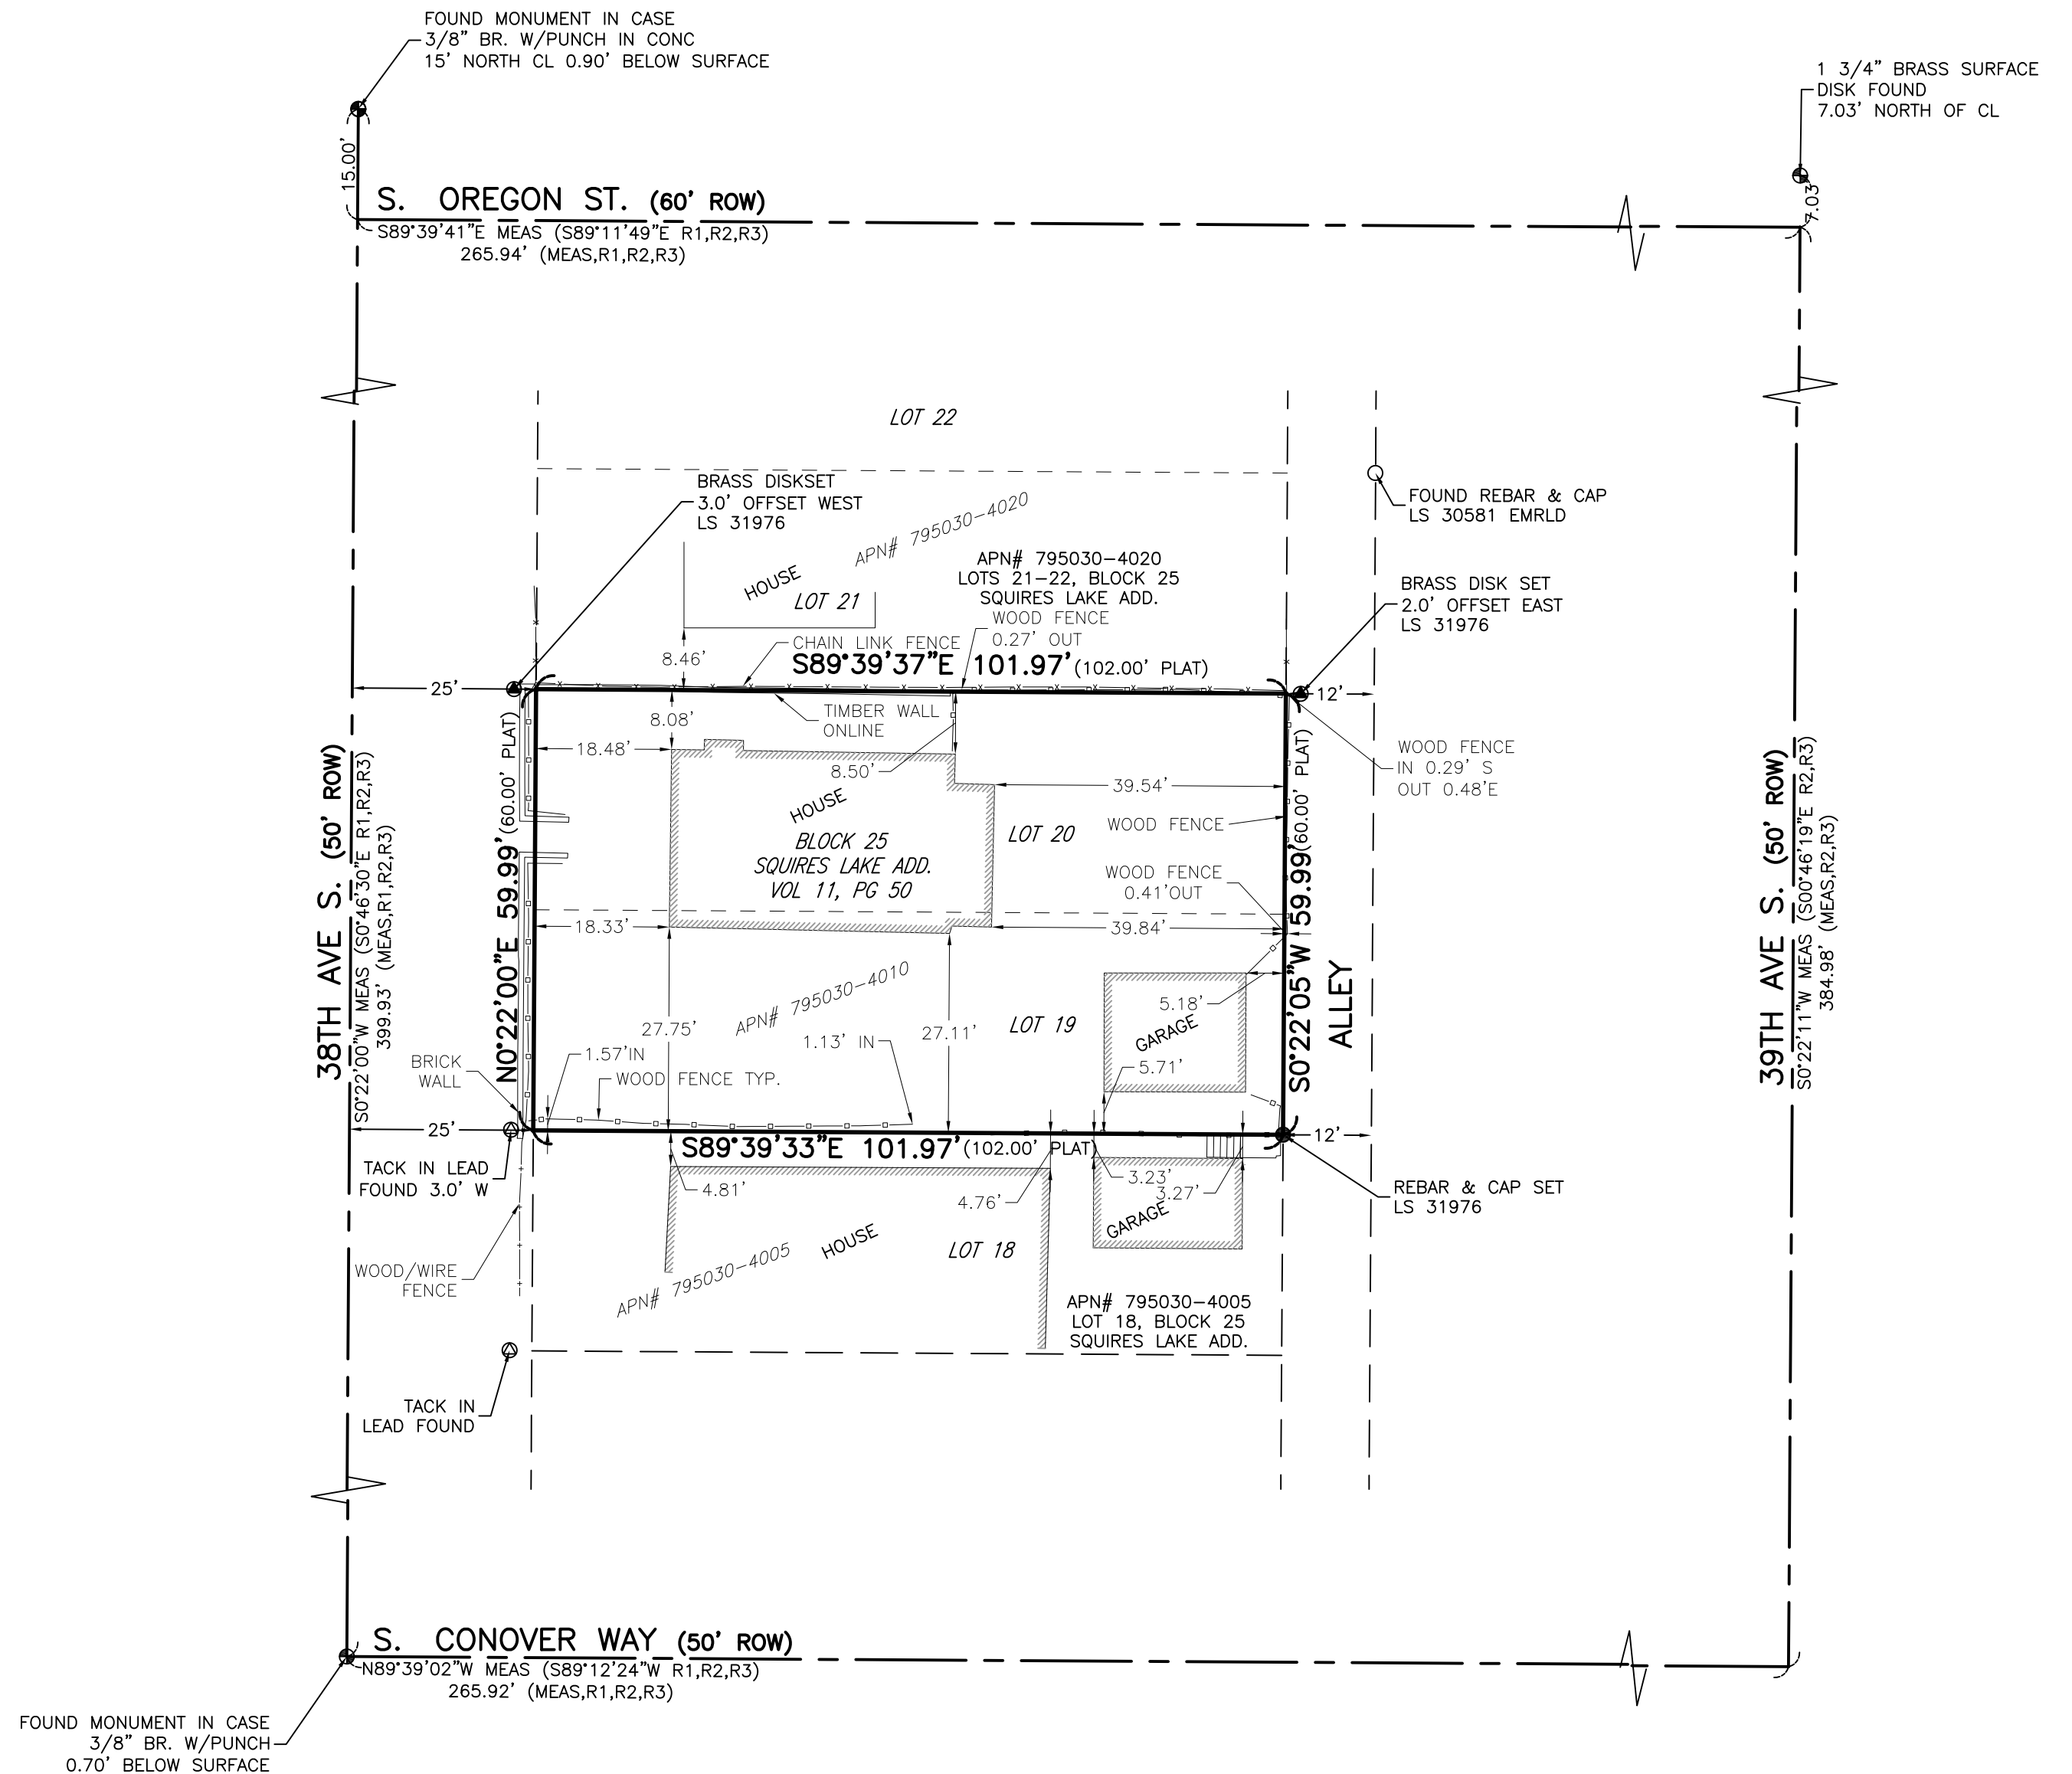 FOUND MONUMENT IN CASE
3/8" BR. W/PUNCH IN CONC
15' NORTH CL 0.90' BELOW SURFACE
1 3/4" BRASS SURFACE
DISK FOUND
7.03' NORTH OF CL
15.00'
7.03'
S. OREGON ST. (60' ROW)
S89°39'41"E MEAS (S89°11'49"E R1,R2,R3)
265.94' (MEAS,R1,R2,R3)
LOT 22
BRASS DISKSET
3.0' OFFSET WEST
LS 31976
FOUND REBAR & CAP
LS 30581 EMRLD
APN# 795030-4020
HOUSE
LOT 21
APN# 795030-4020
LOTS 21-22, BLOCK 25
SQUIRES LAKE ADD.
WOOD FENCE
0.27' OUT
BRASS DISK SET
2.0' OFFSET EAST
LS 31976
CHAIN LINK FENCE
8.46'
S89°39'37"E 101.97' (102.00' PLAT)
25'
12'
8.08'
TIMBER WALL
ONLINE
18.48'
8.50'
39.54'
WOOD FENCE
IN 0.29' S
OUT 0.48'E
HOUSE
BLOCK 25
SQUIRES LAKE ADD.
VOL 11, PG 50
LOT 20
WOOD FENCE
WOOD FENCE
0.41'OUT
38TH AVE S. (50' ROW)
S0°22'00"W MEAS (S0°46'30"E R1,R2,R3)
399.93' (MEAS,R1,R2,R3)
N0°22'00"E 59.99' (60.00' PLAT)
S0°22'05"W 59.99' (60.00' PLAT)
ALLEY
39TH AVE S. (50' ROW)
S0°22'11"W MEAS (S00°46'19"E R2,R3)
384.98' (MEAS,R2,R3)
18.33'
39.84'
APN# 795030-4010
27.75'
1.13' IN
27.11'
LOT 19
5.18'
GARAGE
5.71'
BRICK
WALL
1.57'IN
WOOD FENCE TYP.
25'
12'
S89°39'33"E 101.97' (102.00' PLAT)
TACK IN LEAD
FOUND 3.0' W
4.81'
4.76'
3.23'
3.27'
REBAR & CAP SET
LS 31976
GARAGE
HOUSE
LOT 18
APN# 795030-4005
WOOD/WIRE
FENCE
APN# 795030-4005
LOT 18, BLOCK 25
SQUIRES LAKE ADD.
TACK IN
LEAD FOUND
S. CONOVER WAY (50' ROW)
N89°39'02"W MEAS (S89°12'24"W R1,R2,R3)
265.92' (MEAS,R1,R2,R3)
FOUND MONUMENT IN CASE
3/8" BR. W/PUNCH
0.70' BELOW SURFACE